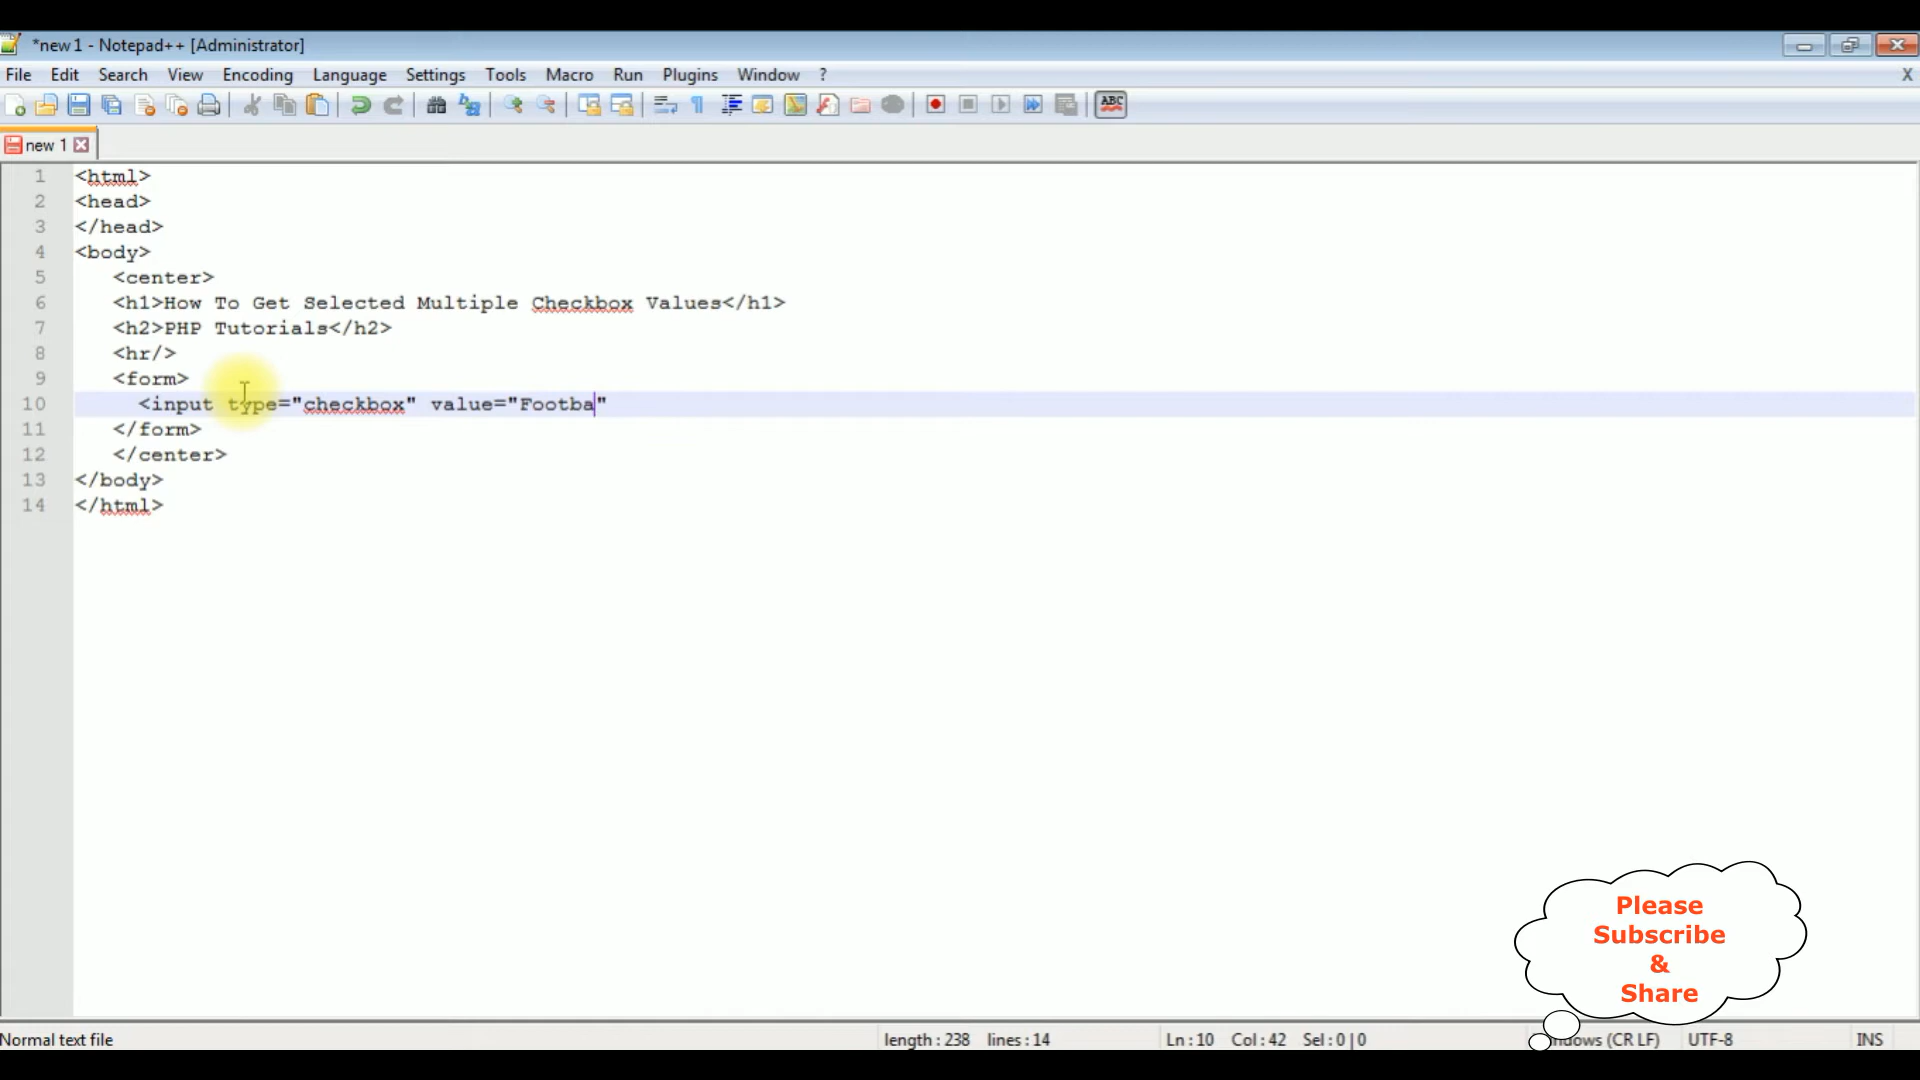 *new 1 - Notepad++ [Administrator]
File Edit Search View Encoding Language Settings Tools Macro Run Plugins Window ? X
ABC
new 1
1 <html>
2 <head>
3 </head>
4 <body>
5 <center>
6 <h1>How To Get Selected Multiple Checkbox Values</h1>
7 <h2>PHP Tutorials</h2>
8 <hr/>
9 <form>
10 <input type="checkbox" value="Footba"
11 </form>
12 </center>
13 </body>
14 </html>
Please
Subscribe
&
Share
Normal text file length : 238 lines : 14 Ln : 10 Col : 42 Sel : 0 | 0 (CR LF) UTF-8 INS